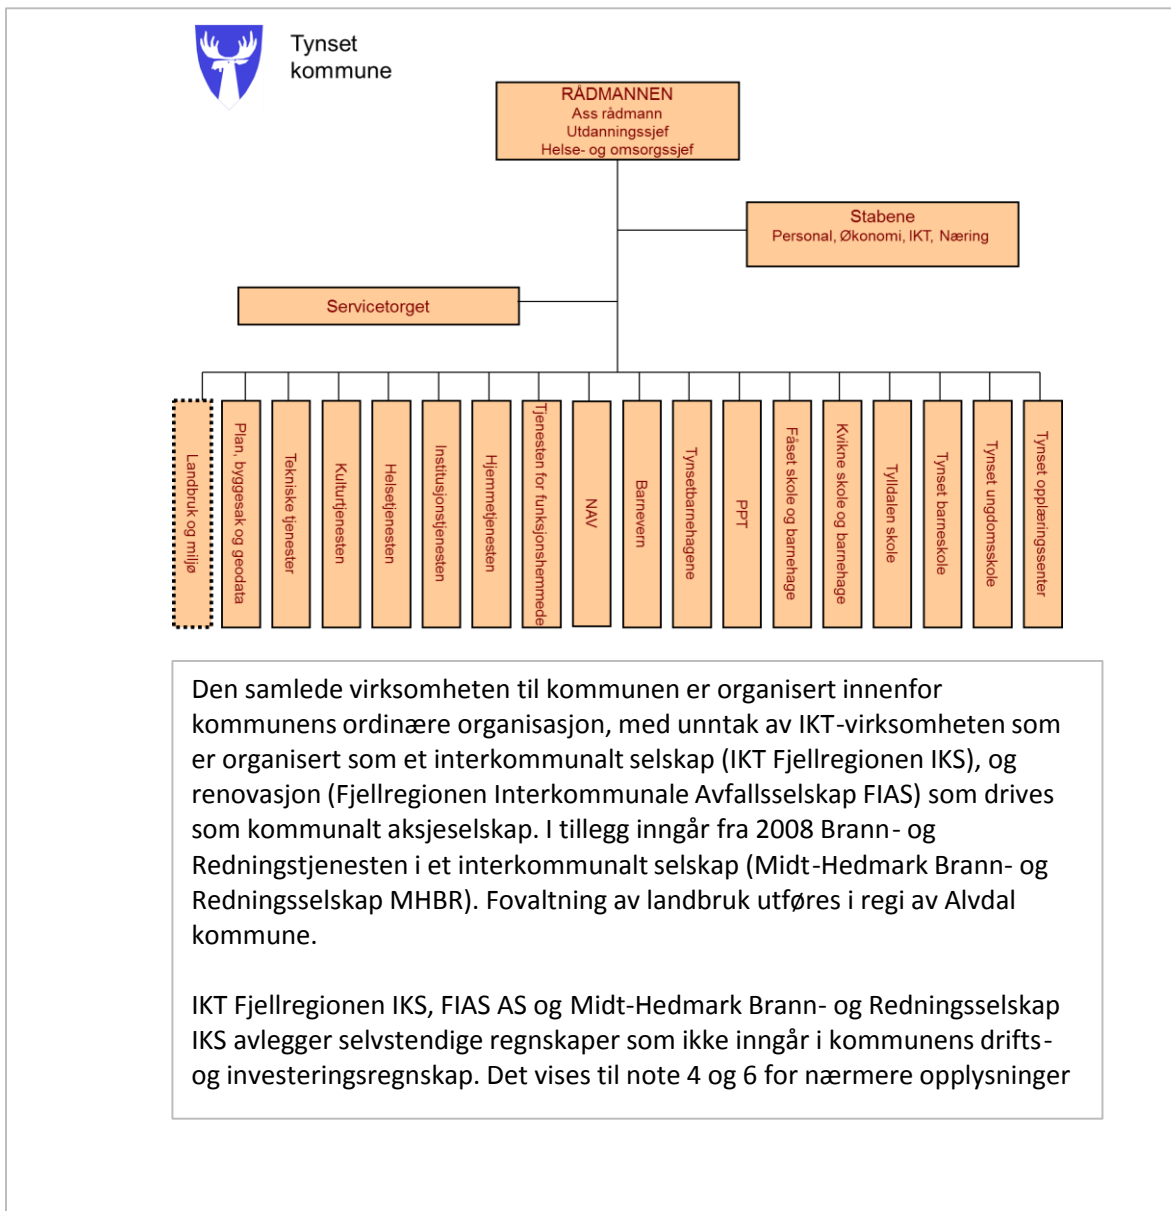 Tynset
kommune
RÅDMANNEN
Ass rådmann
Utdanningssjef
Helse- og omsorgssjef
Stabene
Personal, Økonomi, IKT, Næring
Servicetorget
Landbruk og miljø
Plan, byggesak og geodata
Tekniske tjenester
Kulturtjenesten
Helsetjenesten
Institusjonstjenesten
Hjemmetjenesten
Tjenesten for funksjonshemmede
NAV
Barnevern
Tynsetbarnehagene
PPT
Fåset skole og barnehage
Kvikne skole og barnehage
Tylldalen skole
Tynset barneskole
Tynset ungdomsskole
Tynset opplæringssenter
Den samlede virksomheten til kommunen er organisert innenfor
kommunens ordinære organisasjon, med unntak av IKT-virksomheten som
er organisert som et interkommunalt selskap (IKT Fjellregionen IKS), og
renovasjon (Fjellregionen Interkommunale Avfallsselskap FIAS) som drives
som kommunalt aksjeselskap. I tillegg inngår fra 2008 Brann- og
Redningstjenesten i et interkommunalt selskap (Midt-Hedmark Brann- og
Redningsselskap MHBR). Fovaltning av landbruk utføres i regi av Alvdal
kommune.
IKT Fjellregionen IKS, FIAS AS og Midt-Hedmark Brann- og Redningsselskap
IKS avlegger selvstendige regnskaper som ikke inngår i kommunens drifts-
og investeringsregnskap. Det vises til note 4 og 6 for nærmere opplysninger